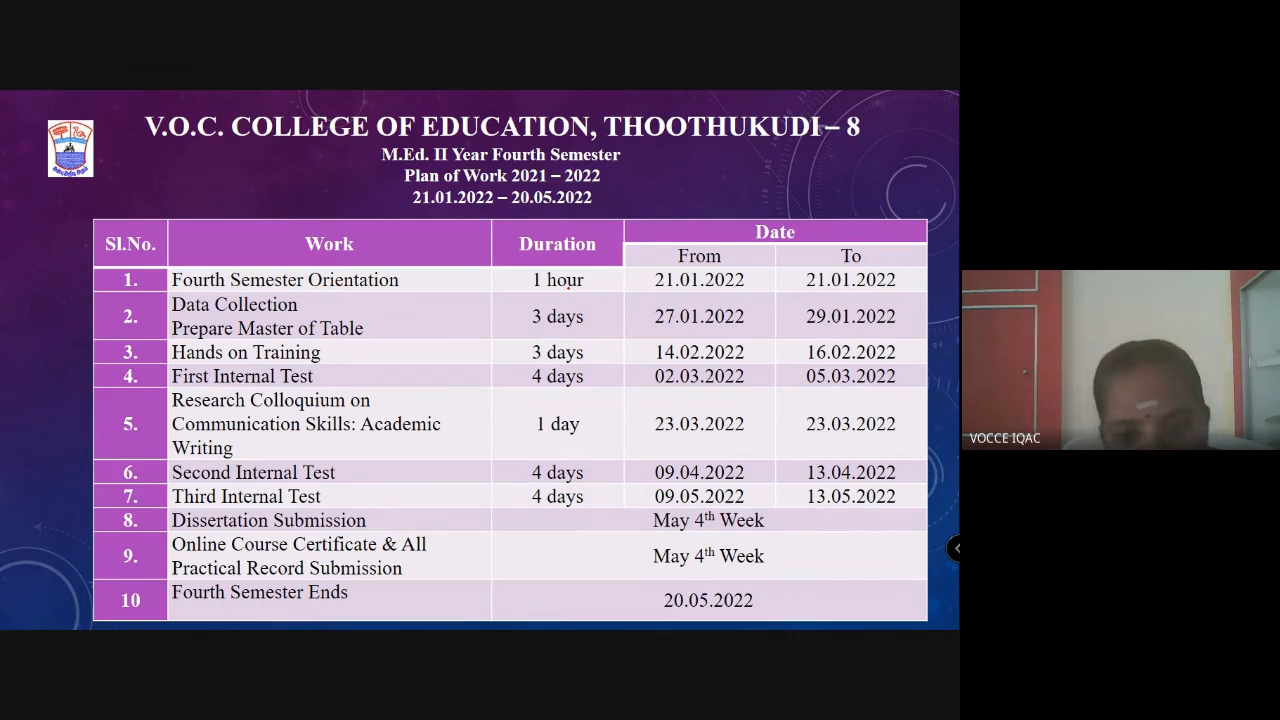 V.O.C. COLLEGE OF EDUCATION, THOOTHUKUDI – 8
M.Ed. II Year Fourth Semester
Plan of Work 2021 – 2022
21.01.2022 – 20.05.2022
Sl.No. Work Duration Date
From To
1. Fourth Semester Orientation 1 hour 21.01.2022 21.01.2022
2. Data Collection
Prepare Master of Table 3 days 27.01.2022 29.01.2022
3. Hands on Training 3 days 14.02.2022 16.02.2022
4. First Internal Test 4 days 02.03.2022 05.03.2022
5. Research Colloquium on
Communication Skills: Academic 1 day 23.03.2022 23.03.2022
Writing
6. Second Internal Test 4 days 09.04.2022 13.04.2022
7. Third Internal Test 4 days 09.05.2022 13.05.2022
8. Dissertation Submission May 4th Week
9. Online Course Certificate & All
Practical Record Submission May 4th Week
10 Fourth Semester Ends 20.05.2022
VOCCE IQAC